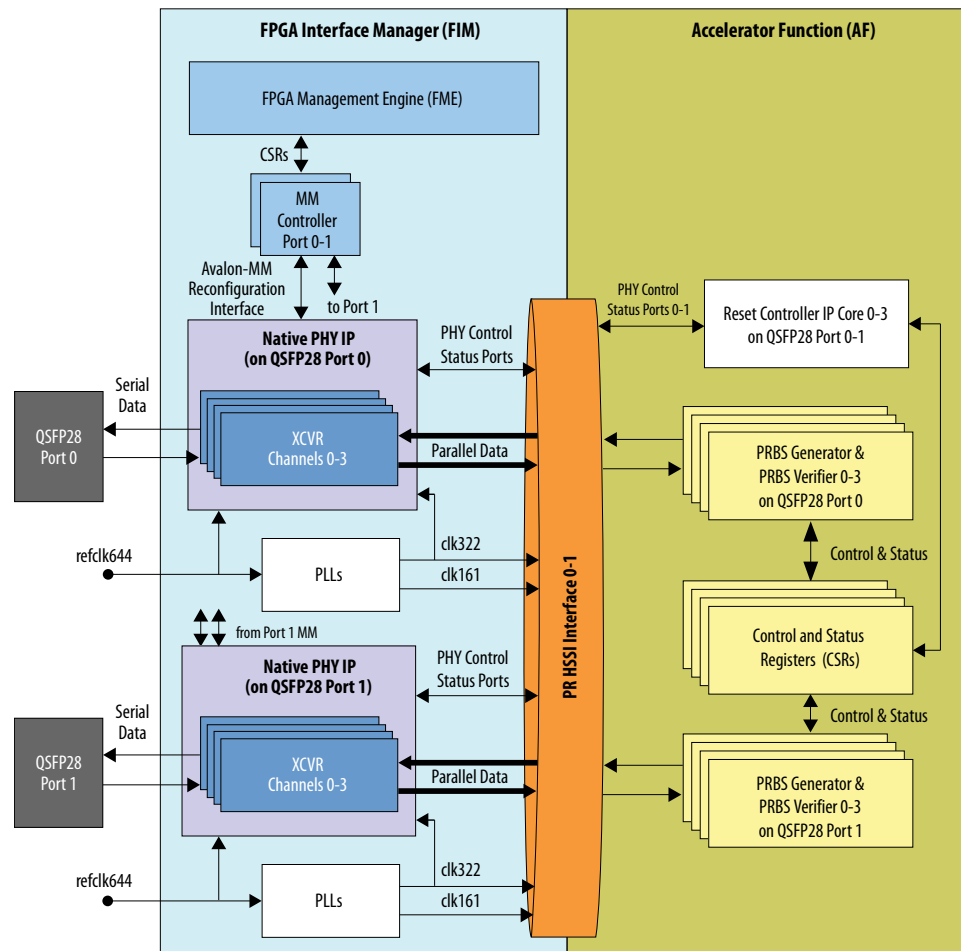 FPGA Interface Manager (FIM)
Accelerator Function (AF)
FPGA Management Engine (FME)
CSRs
MM
Controller
Port 0-1
Avalon-MM
Reconfiguration
Interface
to Port 1
PHY Control
Status Ports 0-1
Reset Controller IP Core 0-3
on QSFP28 Port 0-1
Native PHY IP
(on QSFP28 Port 0)
PHY Control
Status Ports
Serial
Data
QSFP28
Port 0
XCVR
Channels 0-3
Parallel Data
PRBS Generator &
PRBS Verifier 0-3
on QSFP28 Port 0
refclk644
PLLs
clk322
clk161
Control & Status
PR HSSI Interface 0-1
from Port 1 MM
Control and Status
Registers (CSRs)
Native PHY IP
(on QSFP28 Port 1)
PHY Control
Status Ports
Control & Status
Serial
Data
QSFP28
Port 1
XCVR
Channels 0-3
Parallel Data
PRBS Generator &
PRBS Verifier 0-3
on QSFP28 Port 1
refclk644
PLLs
clk322
clk161